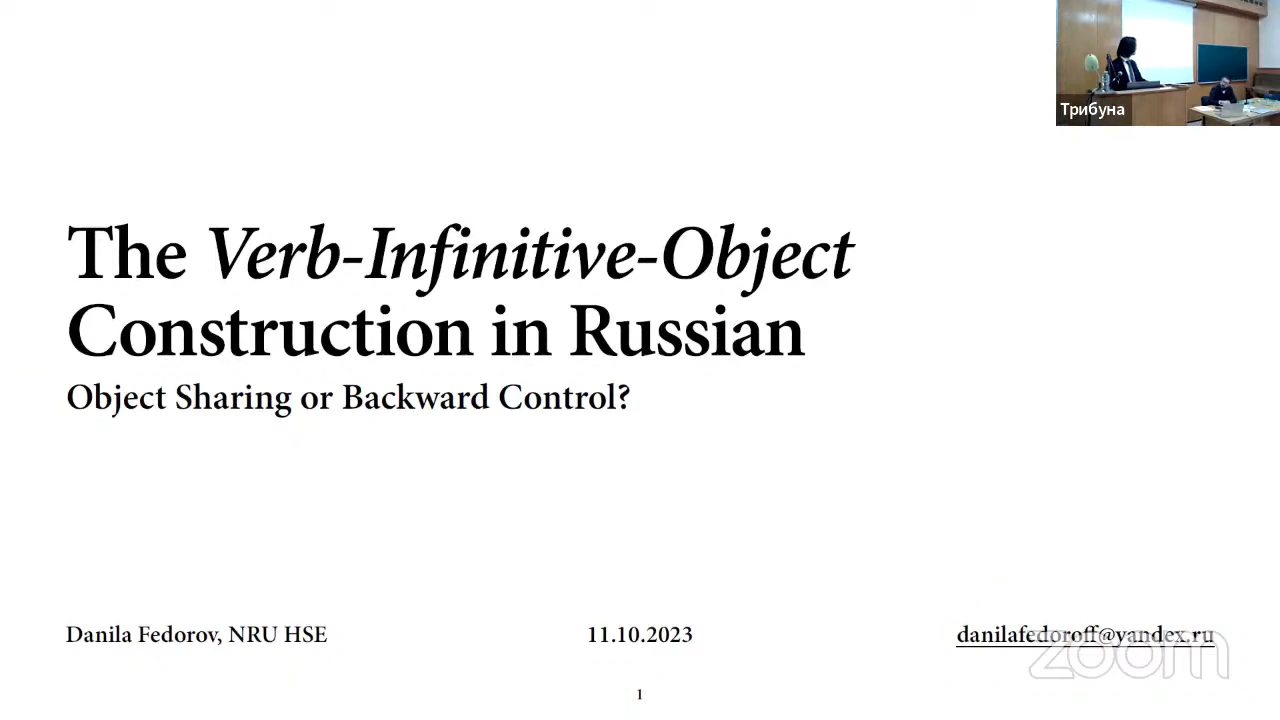 Трибуна
The Verb-Infinitive-Object
Construction in Russian
Object Sharing or Backward Control?
Danila Fedorov, NRU HSE
11.10.2023
danilafedoroff@yandex.ru
zoom
1